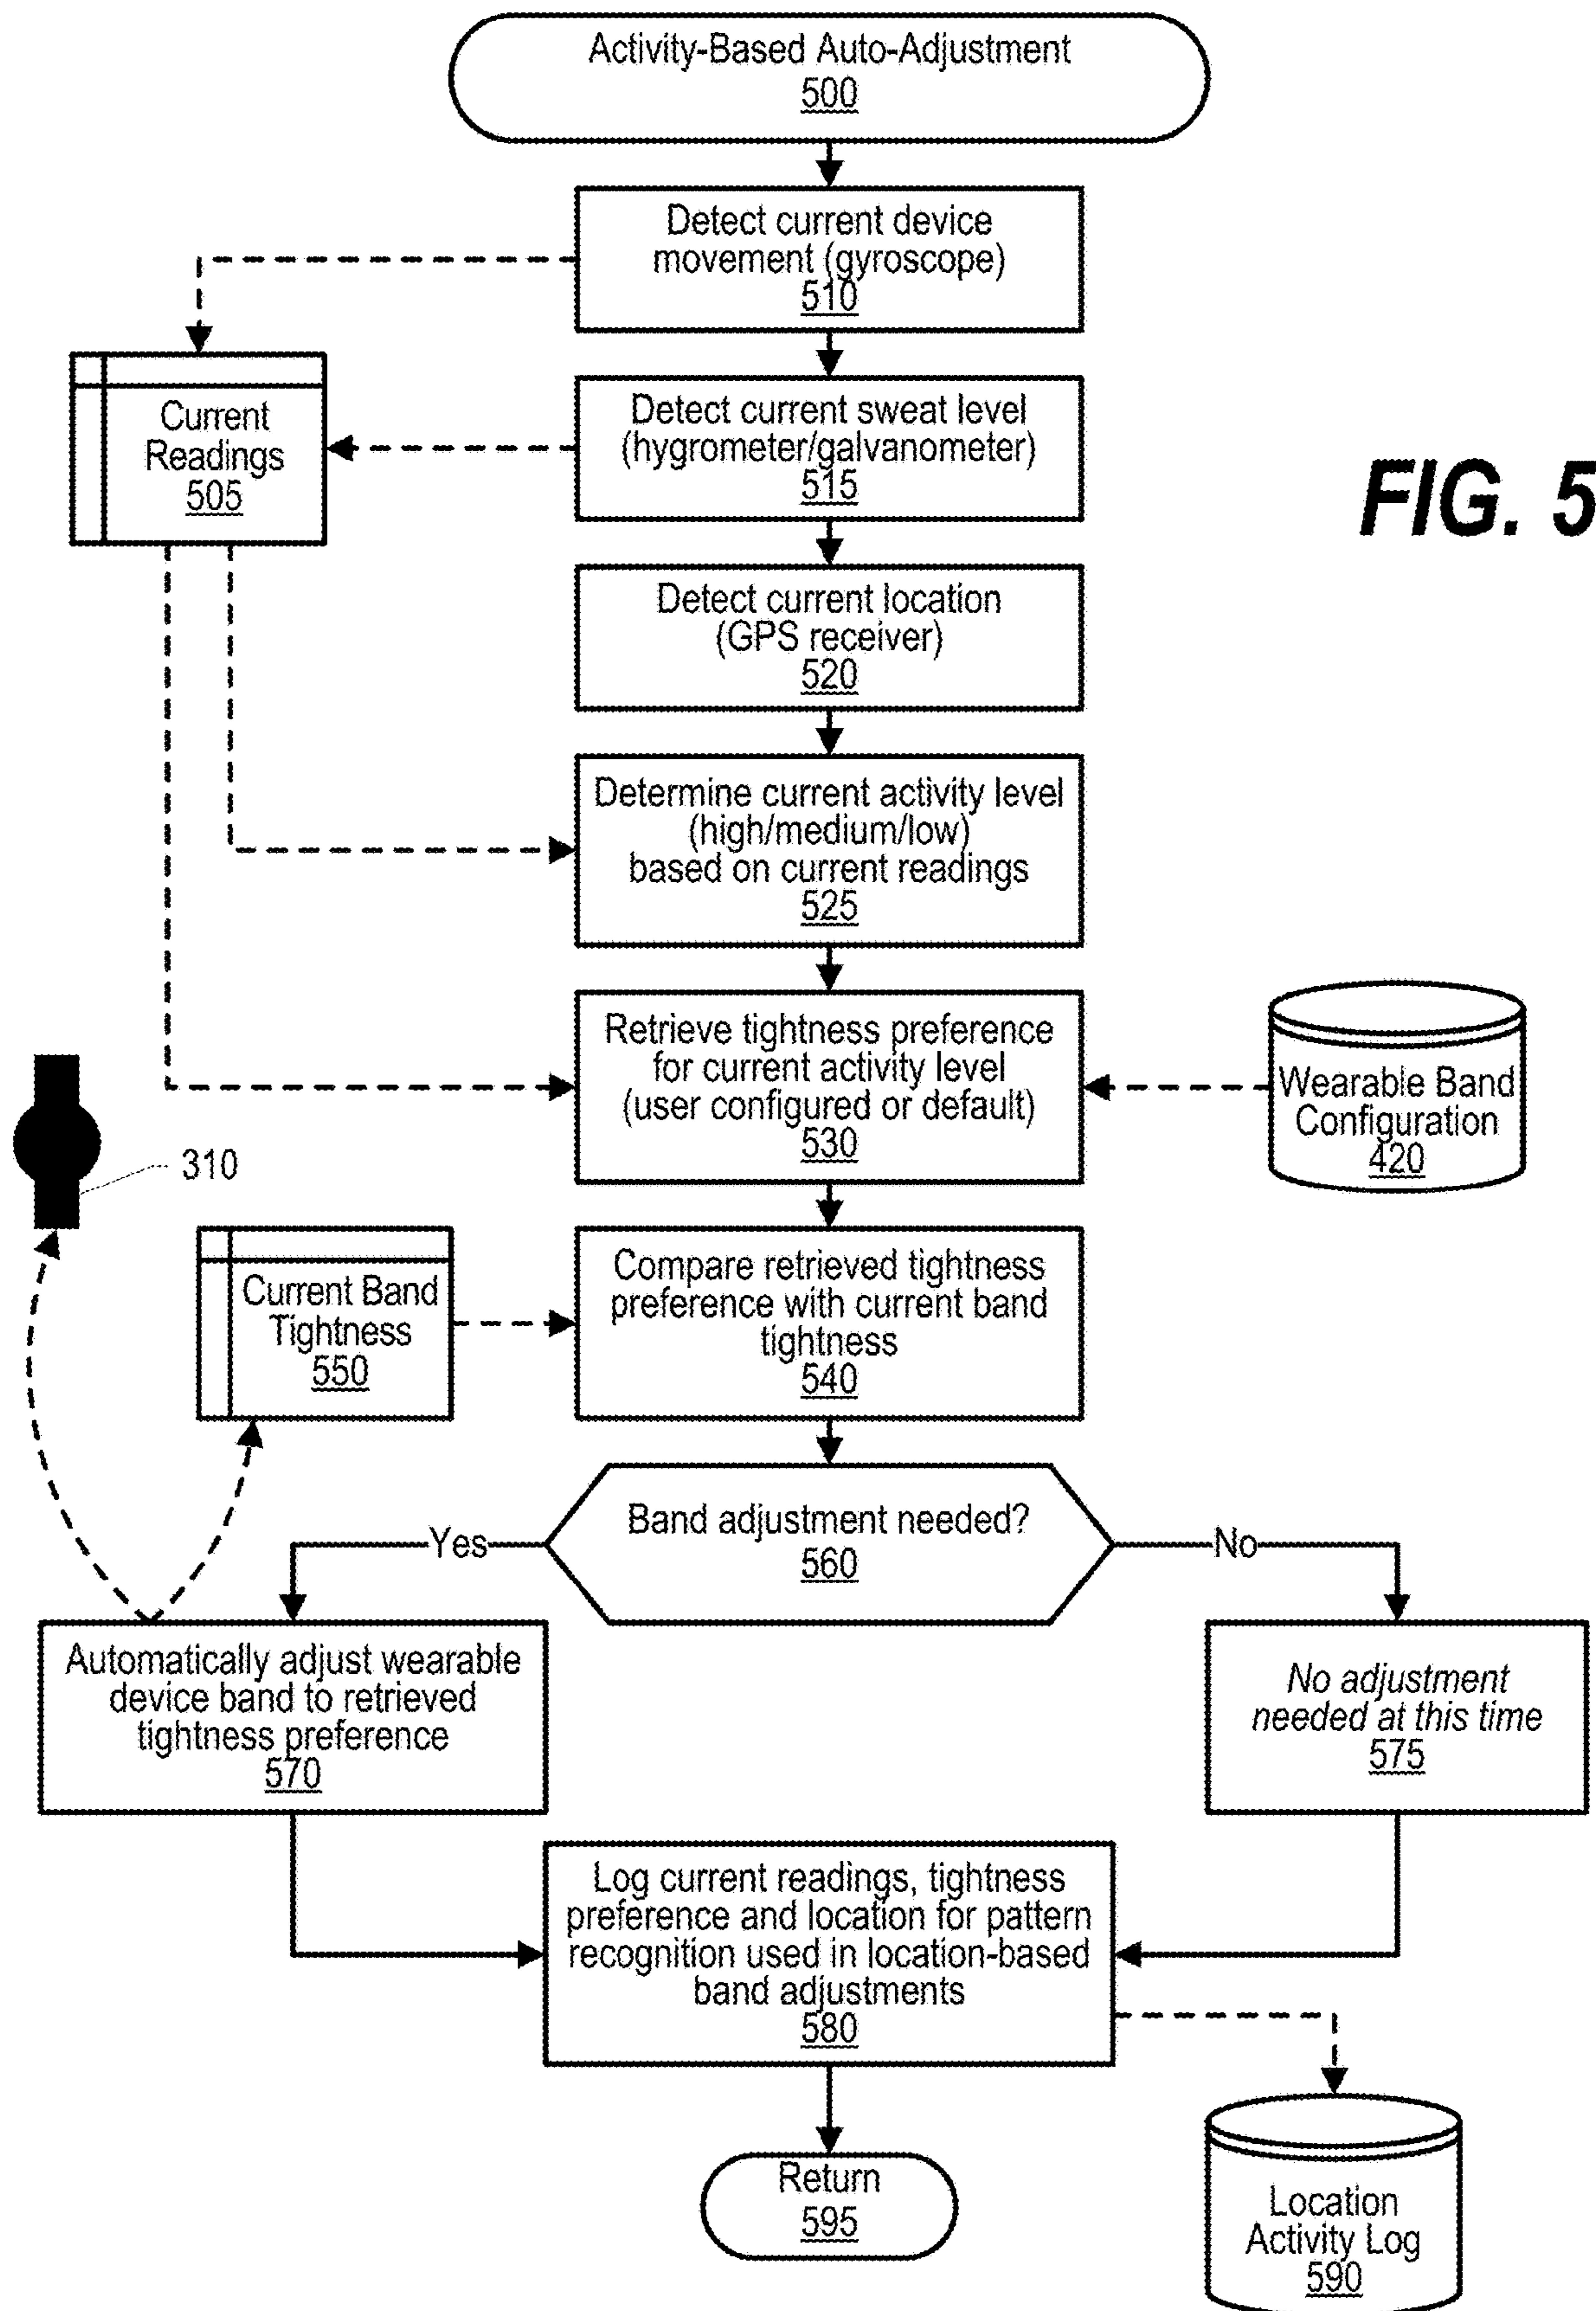 Activity-Based Auto-Adjustment
500
Detect current device
movement (gyroscope)
510
Current
Readings
505
Detect current sweat level
(hygrometer/galvanometer)
515
FIG. 5
Detect current location
(GPS receiver)
520
Determine current activity level
(high/medium/low)
based on current readings
525
Retrieve tightness preference
for current activity level
(user configured or default)
530
Wearable Band
Configuration
420
310
Current Band
Tightness
550
Compare retrieved tightness
preference with current band
tightness
540
Band adjustment needed?
560
Yes
No
Automatically adjust wearable
device band to retrieved
tightness preference
570
No adjustment
needed at this time
575
Log current readings, tightness
preference and location for pattern
recognition used in location-based
band adjustments
580
Return
595
Location
Activity Log
590